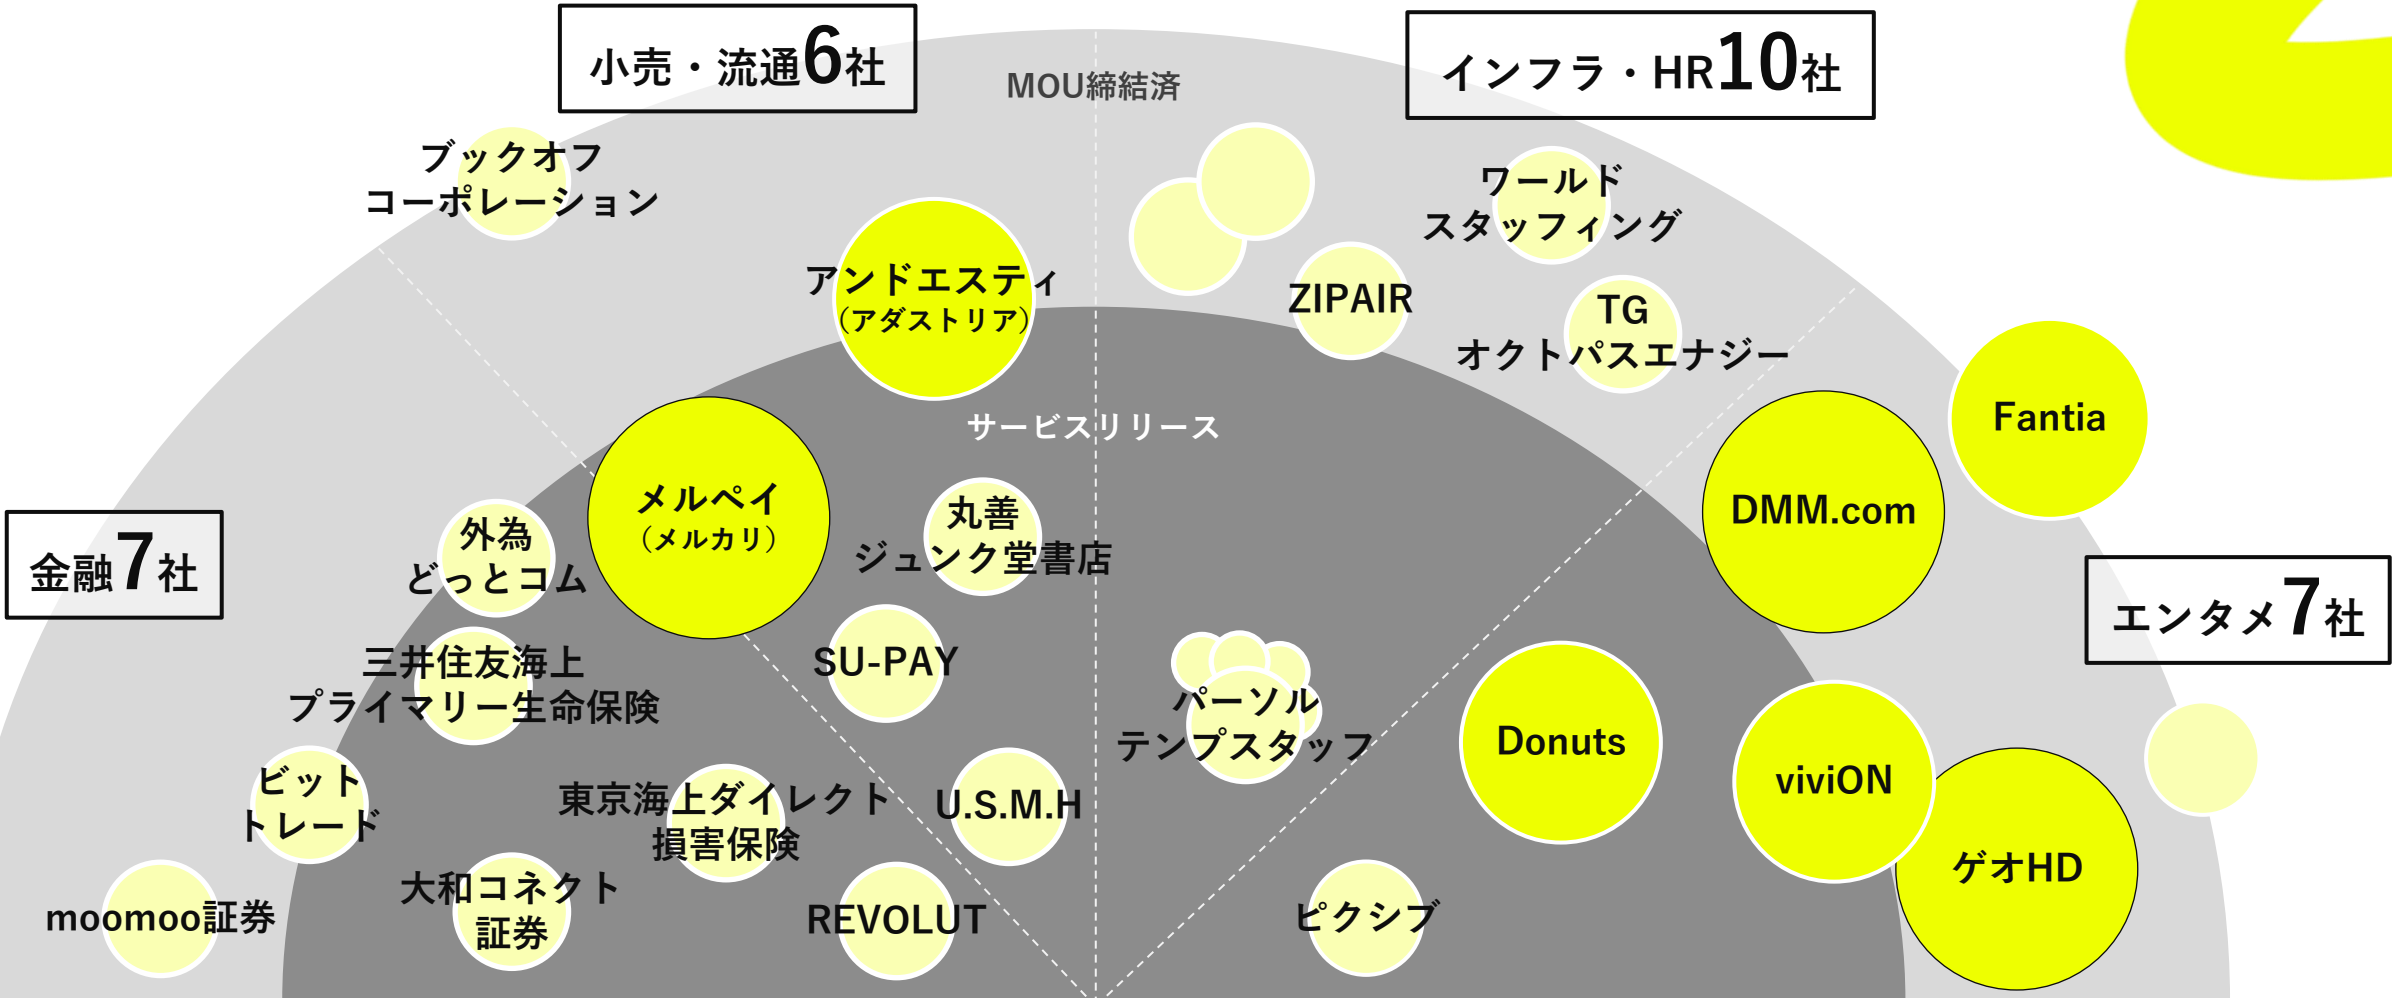 小売・流通6社
MOU締結済
インフラ・HR10社
ブックオフ
コーポレーション
アンドエスティ
（アダストリア）
ZIPAIR
ワールド
スタッフィング
TG
オクトパスエナジー
サービスリリース
Fantia
DMM.com
メルペイ
（メルカリ）
丸善
ジュンク堂書店
外為
どっとコム
金融7社
エンタメ7社
三井住友海上
プライマリー生命保険
SU-PAY
パーソル
テンプスタッフ
Donuts
viviON
ビット
トレード
東京海上ダイレクト
損害保険
U.S.M.H
ゲオHD
moomoo証券
大和コネクト
証券
REVOLUT
ピクシブ